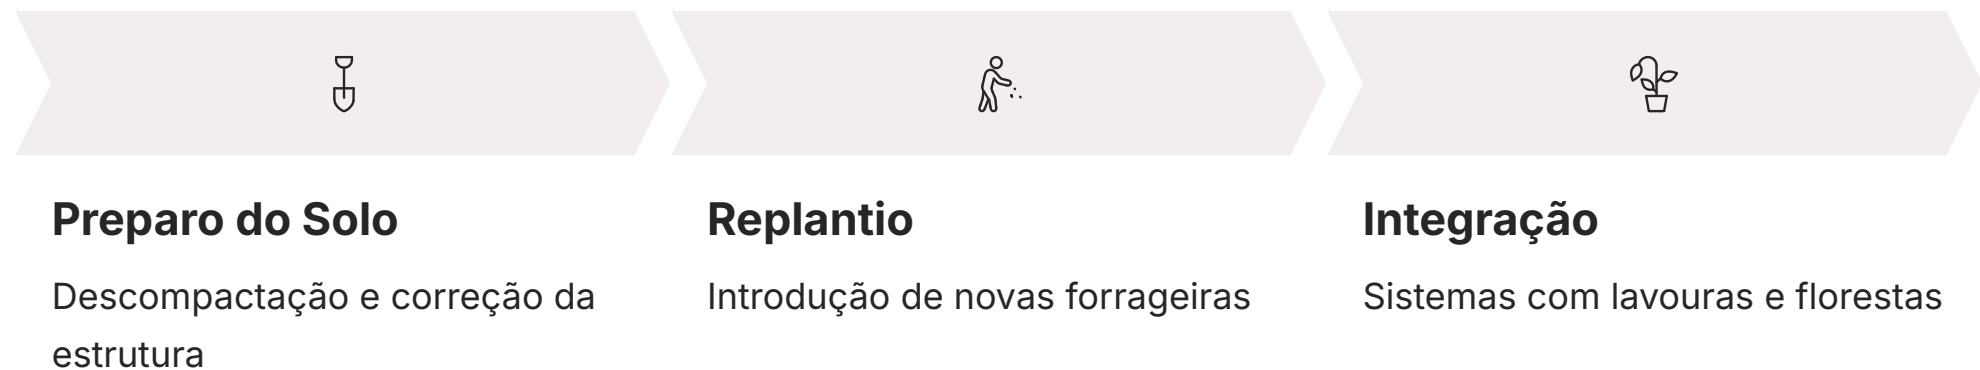 Preparo do Solo
Descompactação e correção da
estrutura
Replantio
Introdução de novas forrageiras
Integração
Sistemas com lavouras e florestas